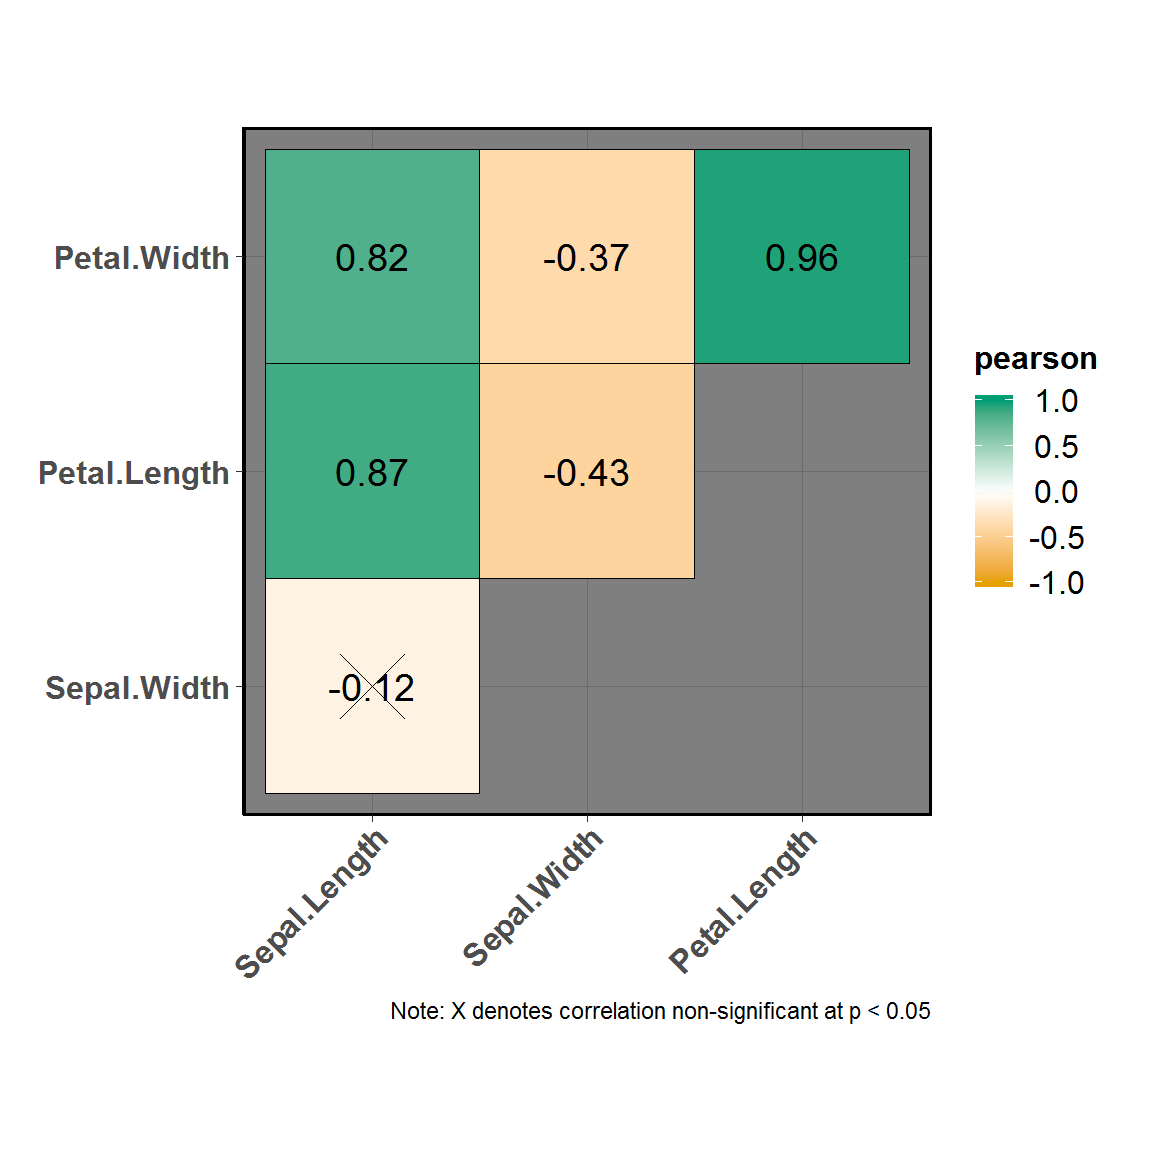 Petal.Width
0.82
-0.37
0.96
Petal.Length
0.87
-0.43
Sepal.Width
-0.12
Sepal.Length
Sepal.Width
Petal.Length
pearson
1.0
0.5
0.0
-0.5
-1.0
Note: X denotes correlation non-significant at p < 0.05